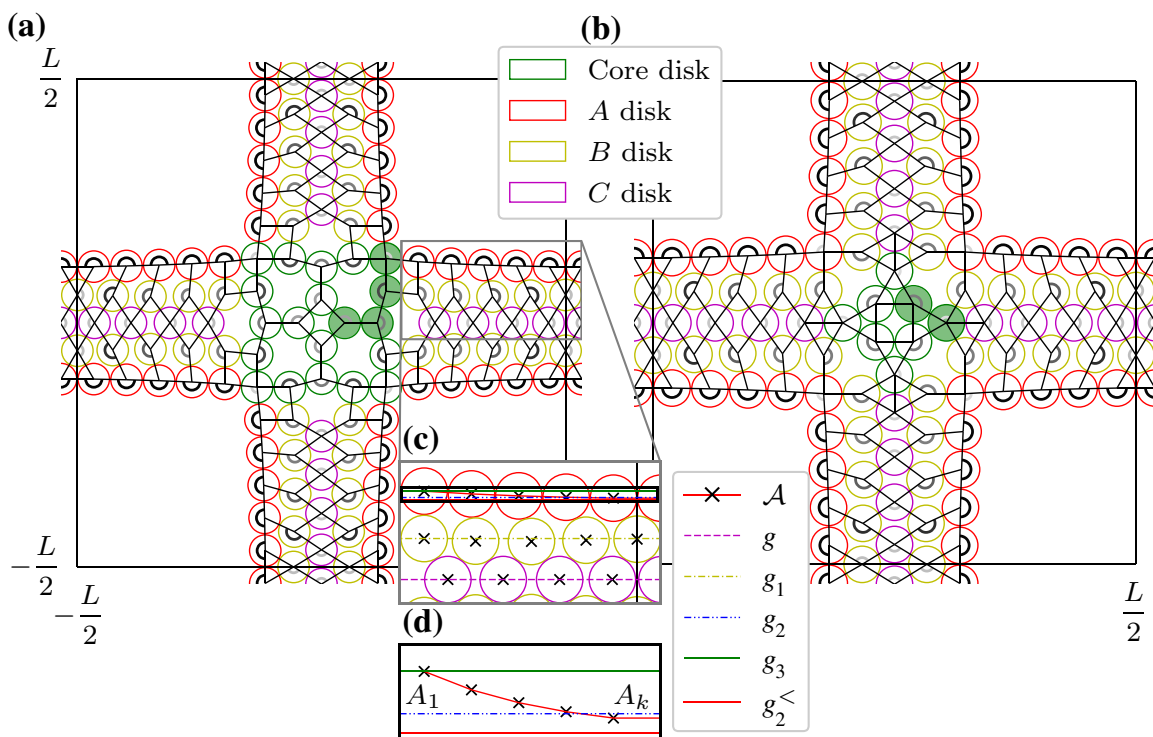 (a)
(b)
L/2
Core disk
A disk
B disk
C disk
−L/2
−L/2
(c)
𝒜
g
g₁
g₂
g₃
g₂<
L/2
(d)
A₁
Aₖ